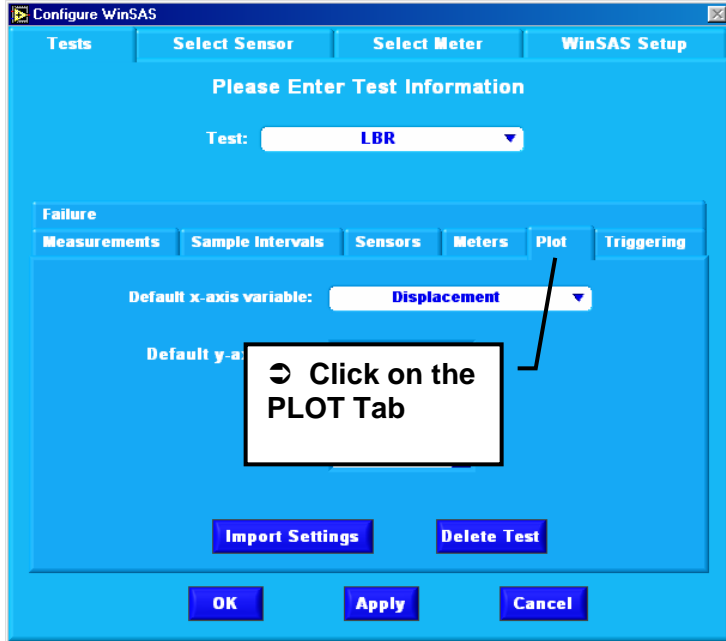 Configure WinSAS
Tests Select Sensor Select Meter WinSAS Setup
Please Enter Test Information
Test: LBR
Failure
Measurements Sample Intervals Sensors Meters Plot Triggering
Default x-axis variable: Displacement
Default
➲ Click on the
PLOT Tab
Import Settings Delete Test
OK Apply Cancel